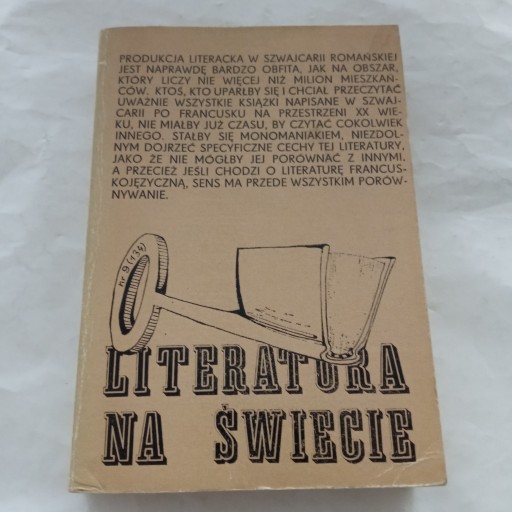 PRODUKCJA LITERACKA W SZWAJCARII ROMAŃSKIEJ
JEST NAPRAWDĘ BARDZO OBFITA, JAK NA OBSZAR,
KTÓRY LICZY NIE WIĘCEJ NIŻ MILION MIESZKAŃ-
CÓW. KTOŚ, KTO UPARŁBY SIĘ I CHCIAŁ PRZECZYTAĆ
UWAŻNIE WSZYSTKIE KSIĄŻKI NAPISANE W SZWAJ-
CARII PO FRANCUSKU NA PRZESTRZENI XX WIE-
KU, NIE MIAŁBY JUŻ CZASU, BY CZYTAĆ COKOLWIEK
INNEGO. STAŁBY SIĘ MONOMANIAKIEM, NIEZDOL-
NYM DOJRZEĆ SPECYFICZNE CECHY TEJ LITERATURY,
JAKO ŻE NIE MÓGŁBY JEJ PORÓWNAĆ Z INNYMI.
A PRZECIEŻ JEŚLI CHODZI O LITERATURĘ FRANCUS-
KOJĘZYCZNĄ, SENS MA PRZEDE WSZYSTKIM PORÓW-
NYWANIE.
nr 9 (134)
LITERATURA
NA ŚWIECIE